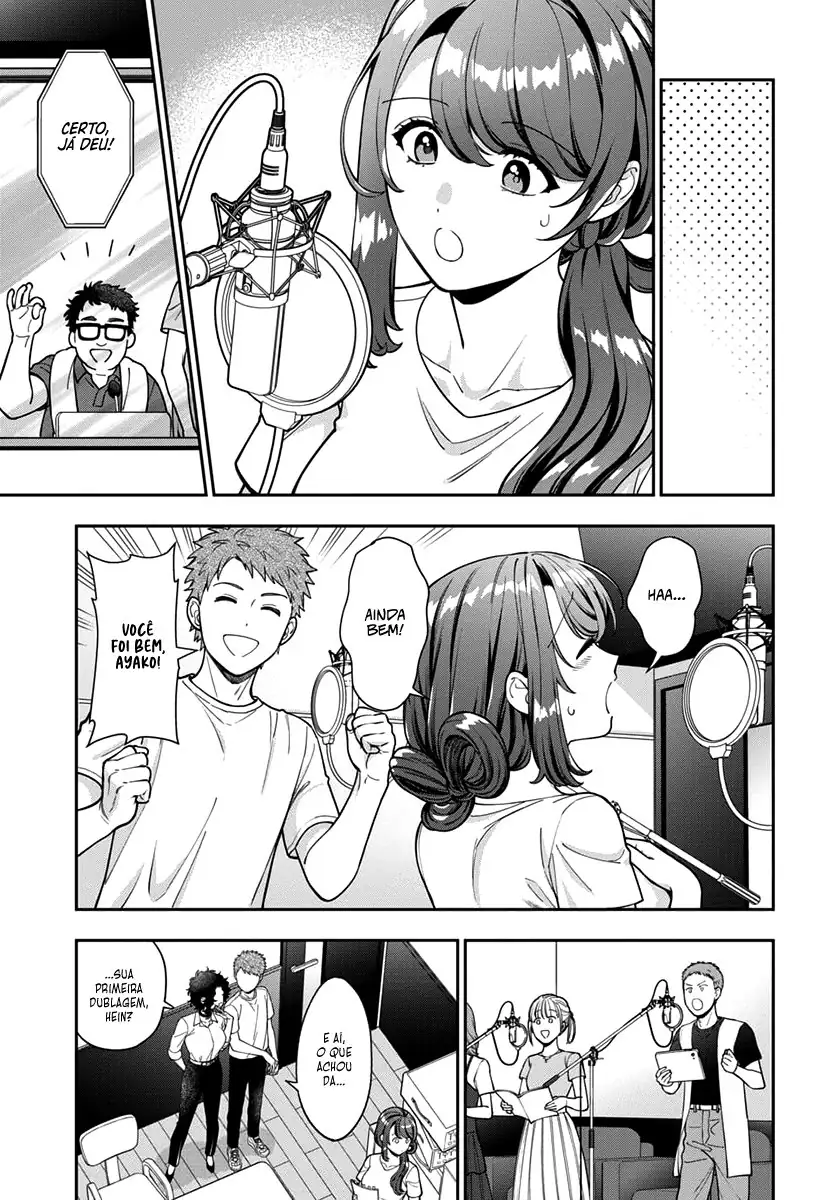 CERTO,
JÁ DEU!
HAA...
AINDA
BEM!
VOCÊ
FOI BEM,
AYAKO!
E AÍ,
O QUE
ACHOU
DA...
...SUA
PRIMEIRA
DUBLAGEM,
HEIN?